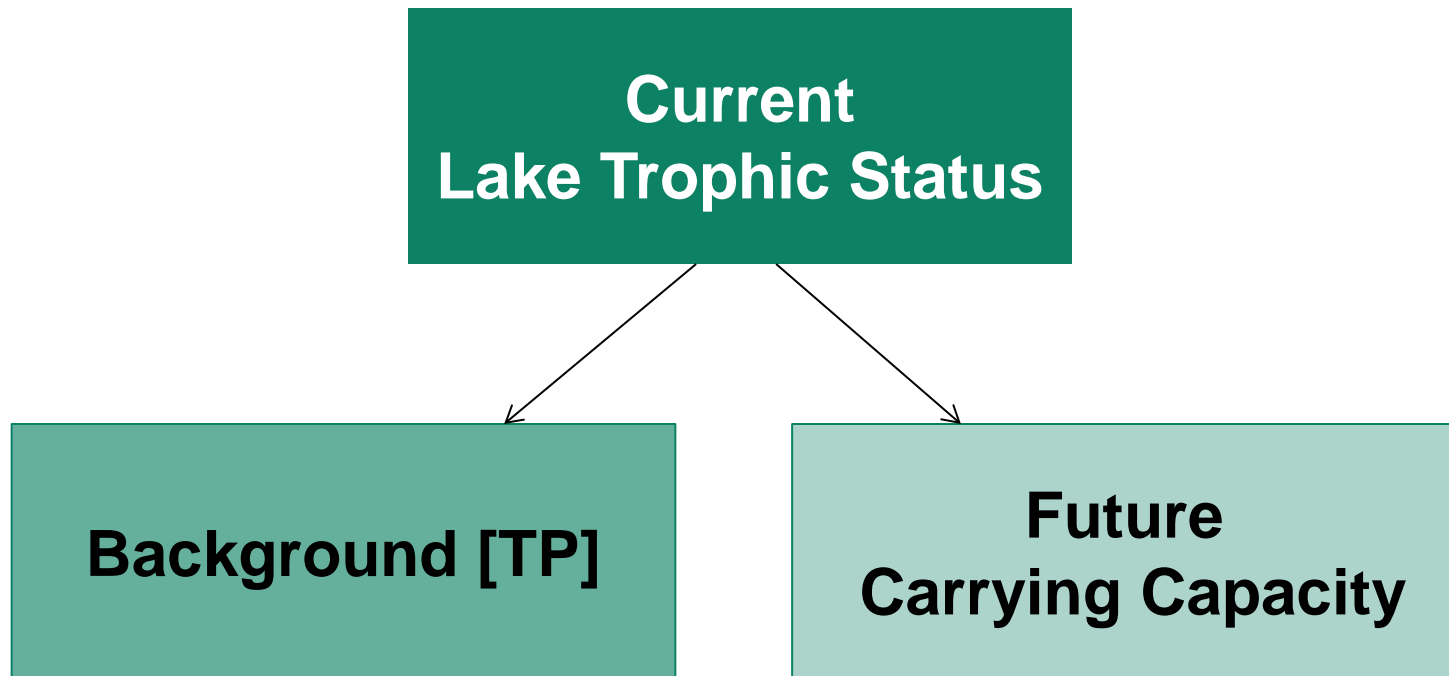 Current
Lake Trophic Status
Background [TP]
Future
Carrying Capacity